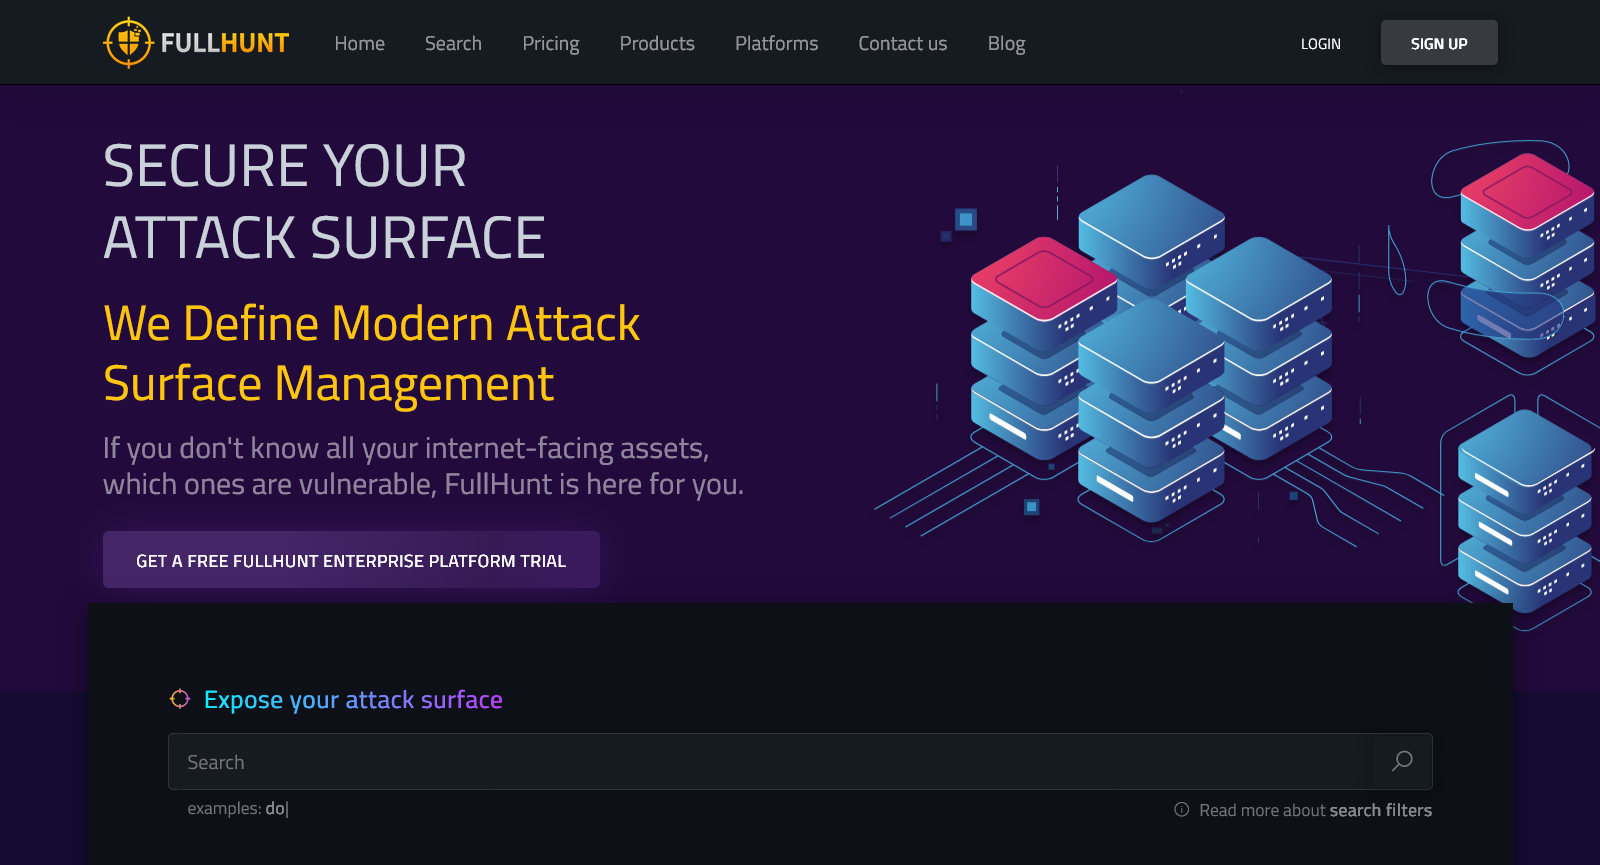 FULLHUNT
Home
Search
Pricing
Products
Platforms
Contact us
Blog
LOGIN
SIGN UP
SECURE YOUR
ATTACK SURFACE
We Define Modern Attack
Surface Management
If you don't know all your internet-facing assets,
which ones are vulnerable, FullHunt is here for you.
GET A FREE FULLHUNT ENTERPRISE PLATFORM TRIAL
Expose your attack surface
Search
examples: do|
Read more about search filters